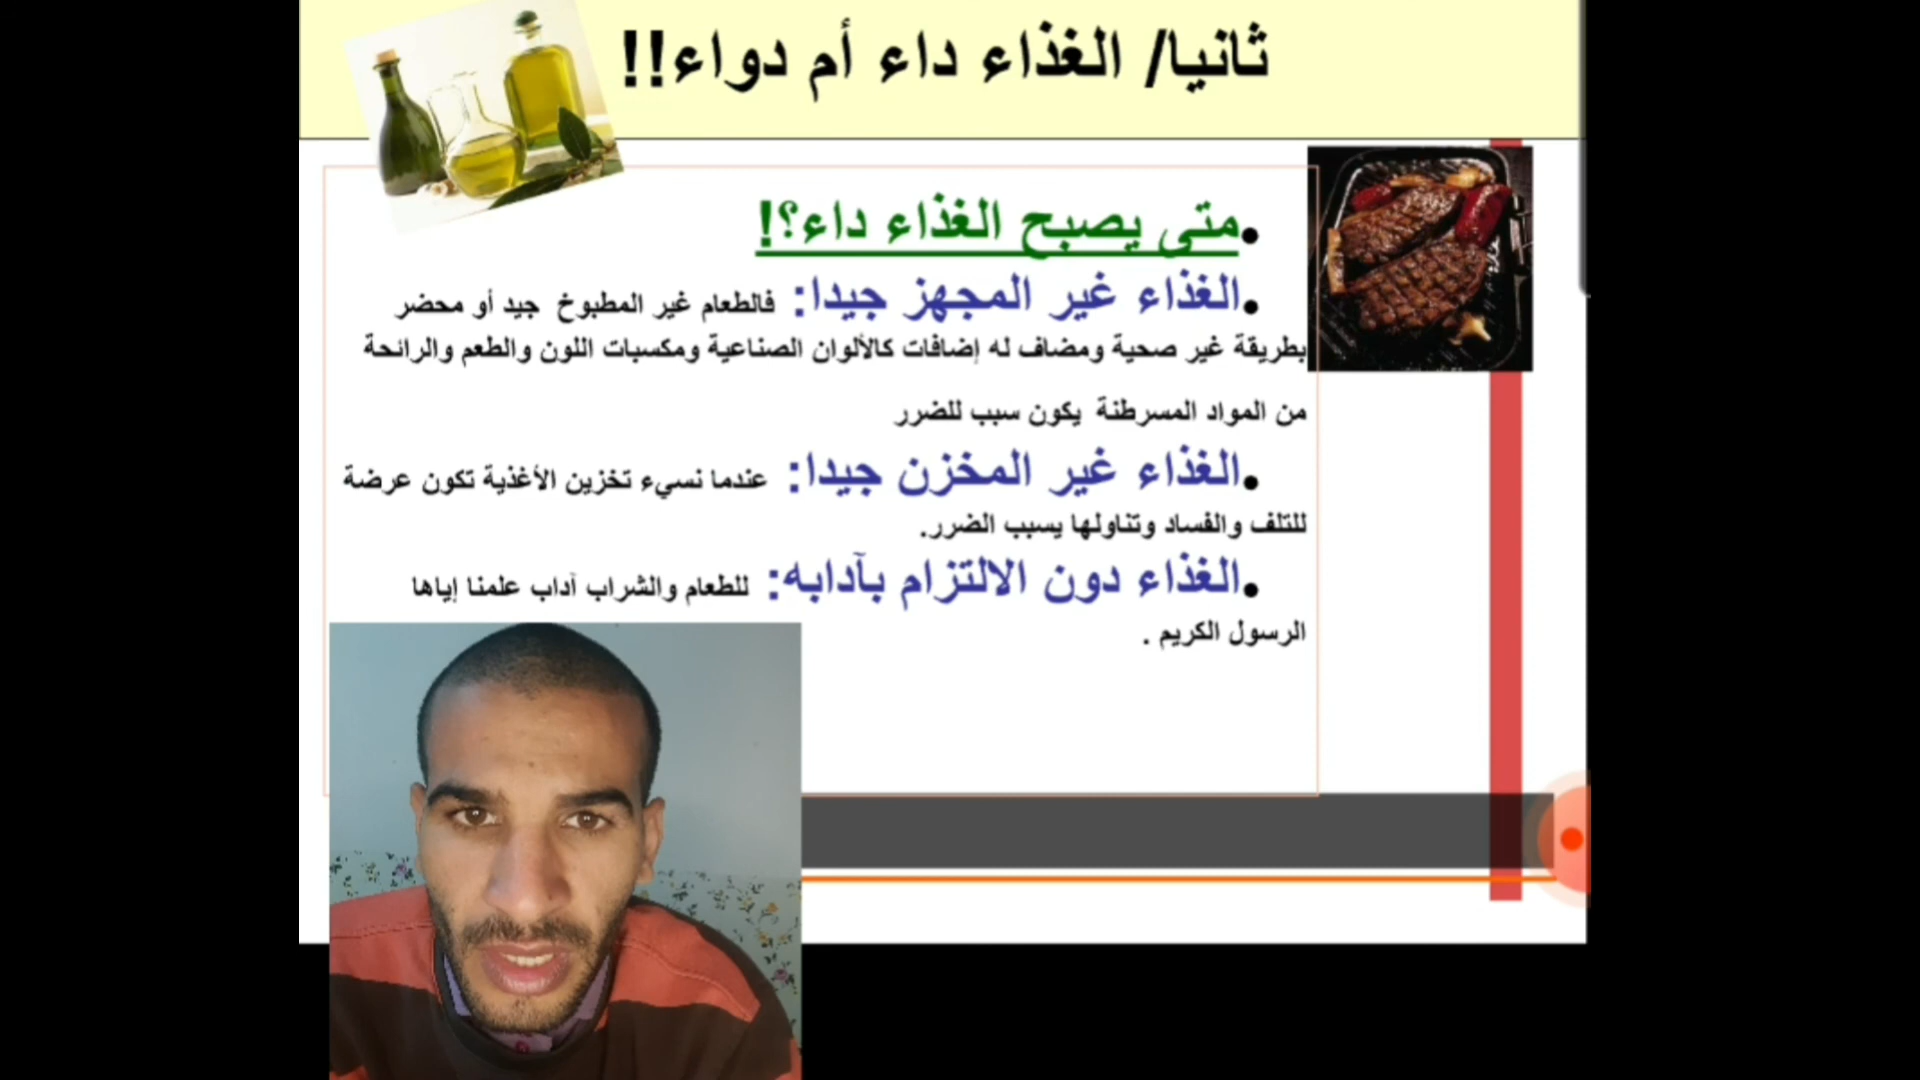 ثانيا/ الغذاء داء أم دواء!!
•متى يصبح الغذاء داء؟!
•الغذاء غير المجهز جيدا: فالطعام غير المطبوخ جيد أو محضر
بطريقة غير صحية ومضاف له إضافات كالألوان الصناعية ومكسبات اللون والطعم والرائحة
من المواد المسرطنة يكون سبب للضرر
•الغذاء غير المخزن جيدا: عندما نسيء تخزين الأغذية تكون عرضة
للتلف والفساد وتناولها يسبب الضرر.
•الغذاء دون الالتزام بآدابه: للطعام والشراب آداب علمنا إياها
الرسول الكريم .